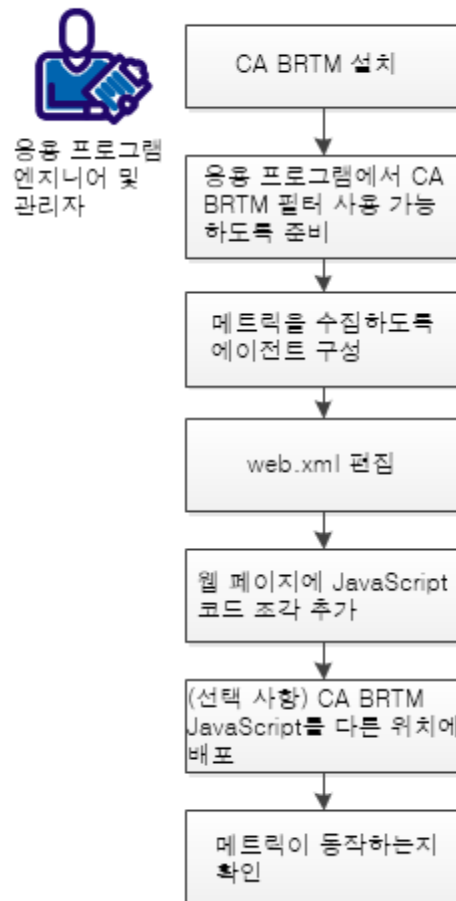 CA BRTM 설치
응용 프로그램
엔지니어 및
관리자
응용 프로그램에서 CA
BRTM 필터 사용 가능
하도록 준비
메트릭을 수집하도록
에이전트 구성
web.xml 편집
웹 페이지에 JavaScript
코드 조각 추가
(선택 사항) CA BRTM
JavaScript를 다른 위치에
배포
메트릭이 동작하는지
확인